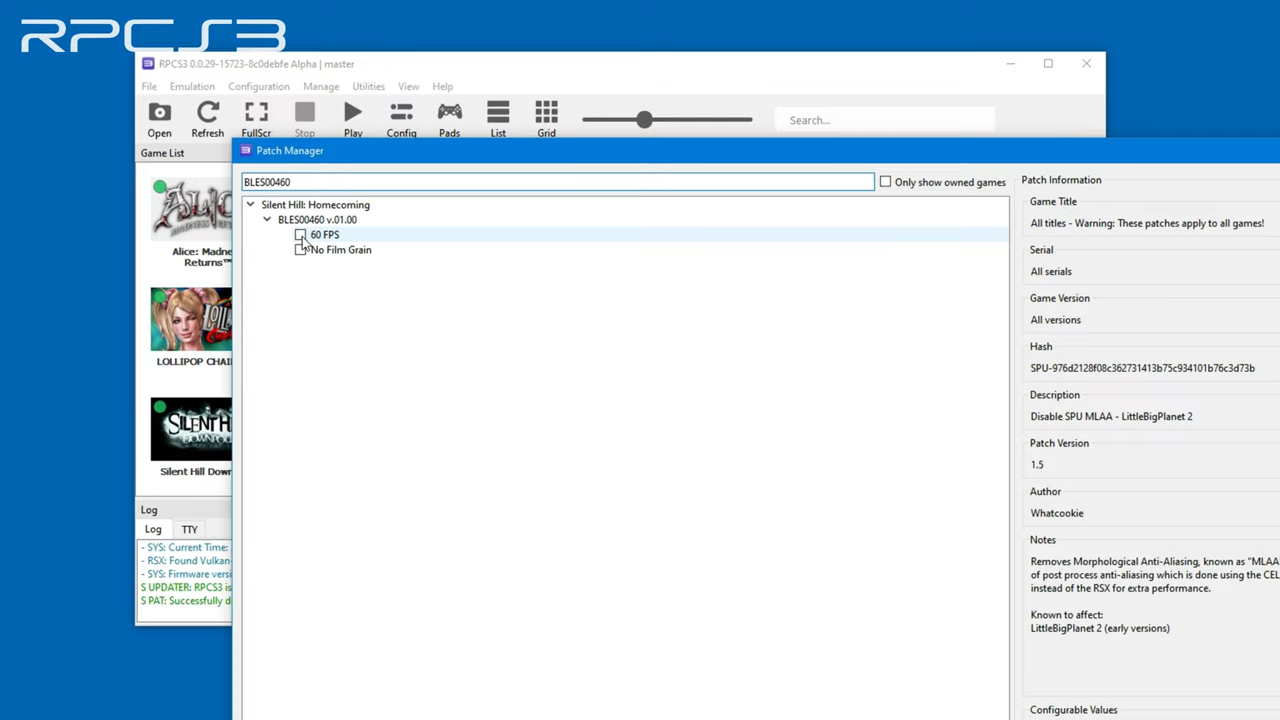 RPCS3
RPCS3 0.0.29-15723-8c0debfe Alpha | master
File Emulation Configuration Manage Utilities View Help
Open Refresh FullScr Stop Play Config Pads List Grid
Search...
Game List
Patch Manager
BLES00460
Only show owned games
Silent Hill: Homecoming
BLES00460 v.01.00
60 FPS
No Film Grain
Patch Information
Game Title
All titles - Warning: These patches apply to all games!
Serial
All serials
Game Version
All versions
Hash
SPU-976d2128f08c362731413b75c934101b76c3d73b
Description
Disable SPU MLAA - LittleBigPlanet 2
Patch Version
1.5
Author
Whatcookie
Notes
Removes Morphological Anti-Aliasing, known as "MLAA
of post process anti-aliasing which is done using the CEL
instead of the RSX for extra performance.
Known to affect:
LittleBigPlanet 2 (early versions)
Configurable Values
Alice: Madne
Returns™
LOLLIPOP CHAI
SILENT H
Silent Hill Down
Log
Log TTY
- SYS: Current Time:
- RSX: Found Vulkan
- SYS: Firmware versi
S UPDATER: RPCS3 is
S PAT: Successfully d